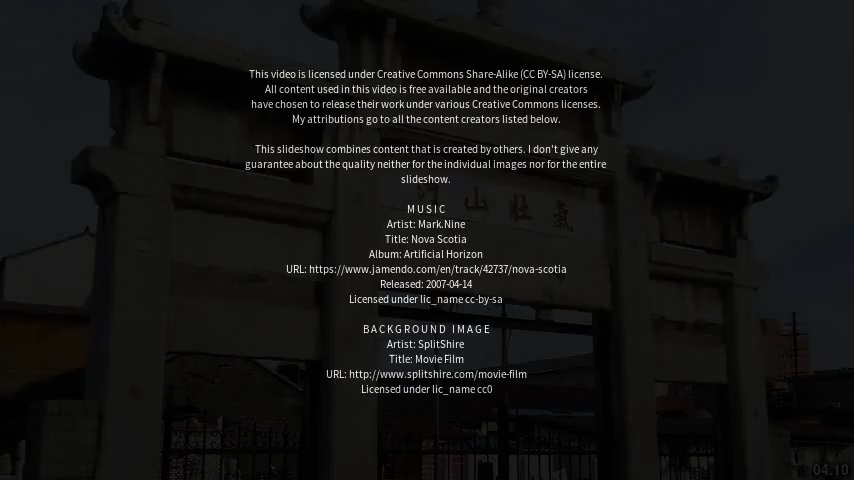 This video is licensed under Creative Commons Share-Alike (CC BY-SA) license.
All content used in this video is free available and the original creators
have chosen to release their work under various Creative Commons licenses.
My attributions go to all the content creators listed below.
This slideshow combines content that is created by others. I don't give any
guarantee about the quality neither for the individual images nor for the entire
slideshow.
山壯氣
MUSIC
Artist: Mark.Nine
Title: Nova Scotia
Album: Artificial Horizon
URL: https://www.jamendo.com/en/track/42737/nova-scotia
Released: 2007-04-14
Licensed under lic_name cc-by-sa
BACKGROUND IMAGE
Artist: SplitShire
Title: Movie Film
URL: http://www.splitshire.com/movie-film
Licensed under lic_name cc0
04.10